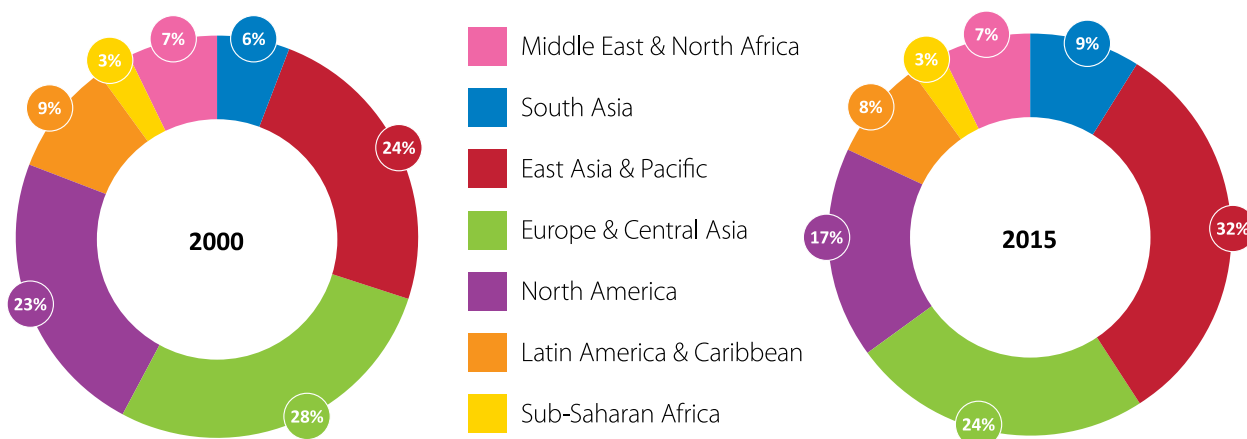 7%
6%
3%
9%
24%
2000
23%
28%
Middle East & North Africa
South Asia
East Asia & Pacific
Europe & Central Asia
North America
Latin America & Caribbean
Sub-Saharan Africa
7%
9%
3%
8%
17%
2015
32%
24%